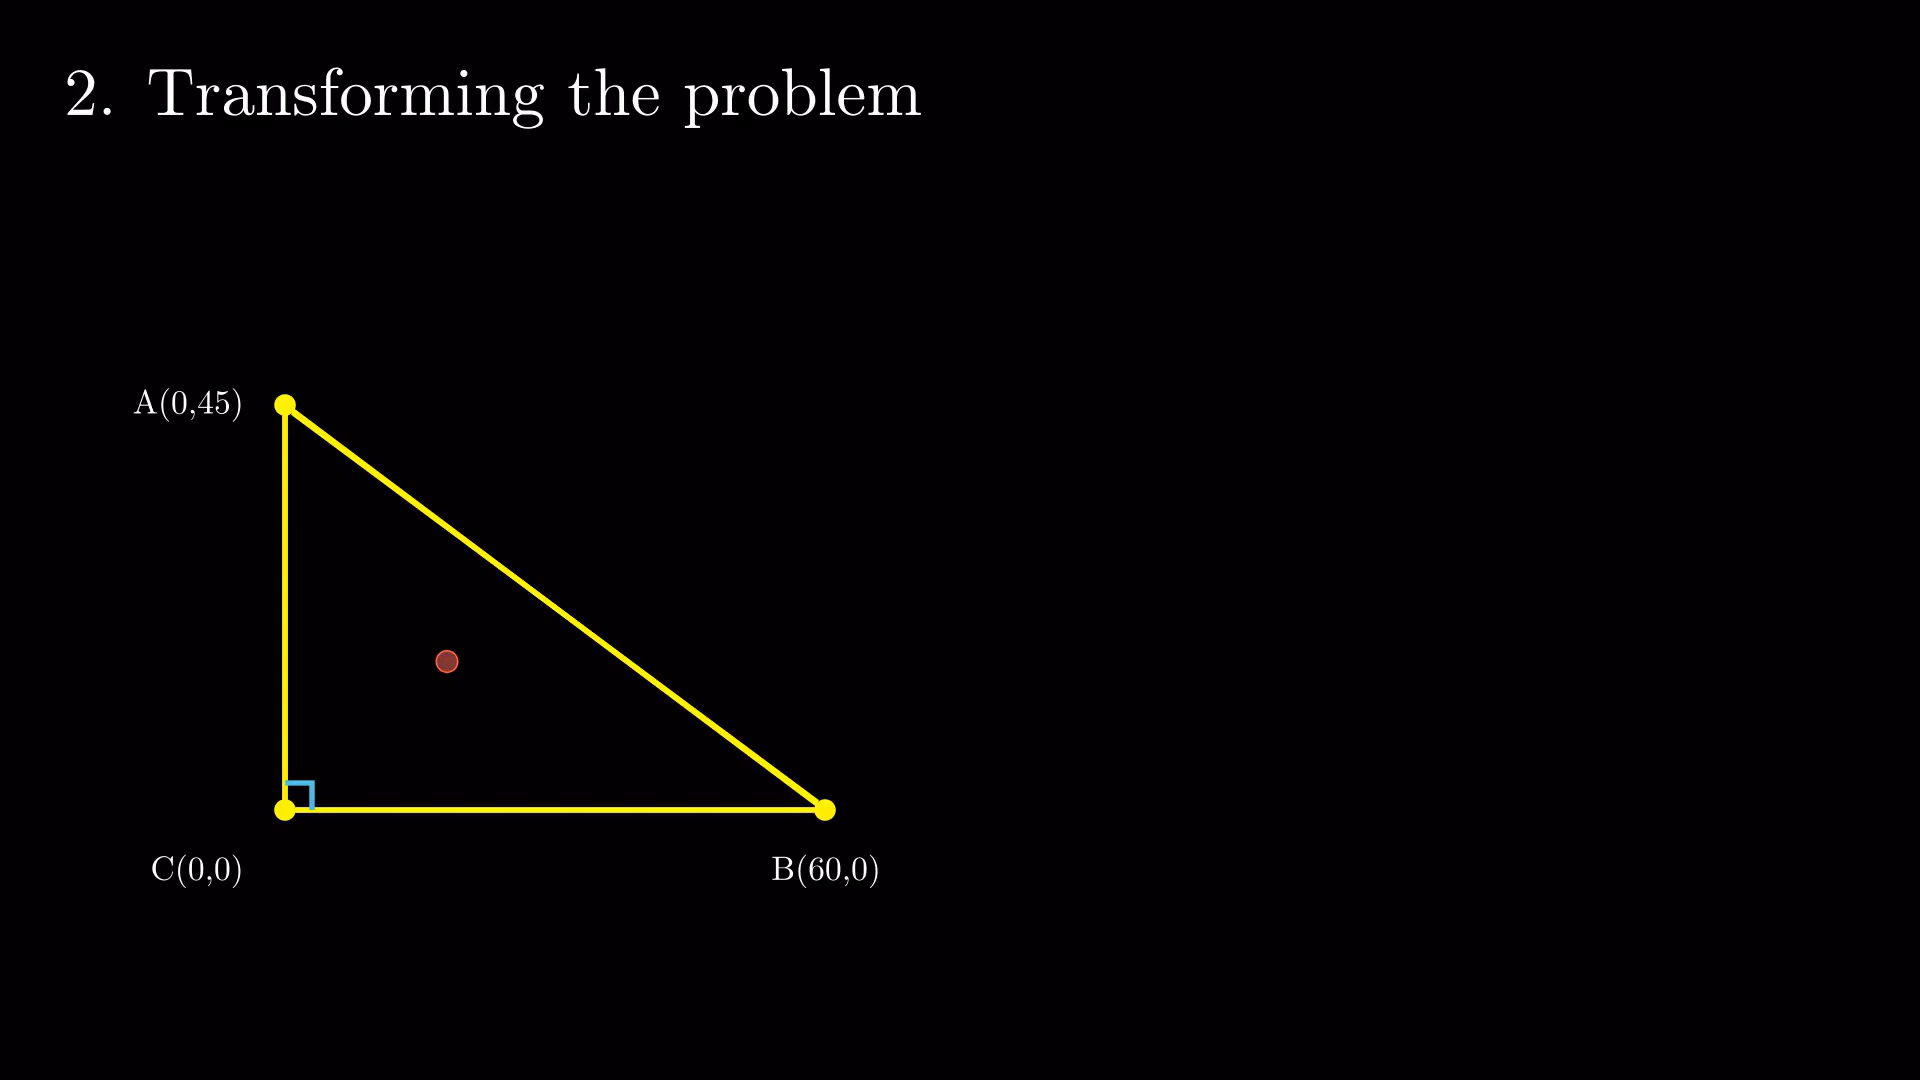 2. Transforming the problem
A(0,45)
C(0,0)
B(60,0)